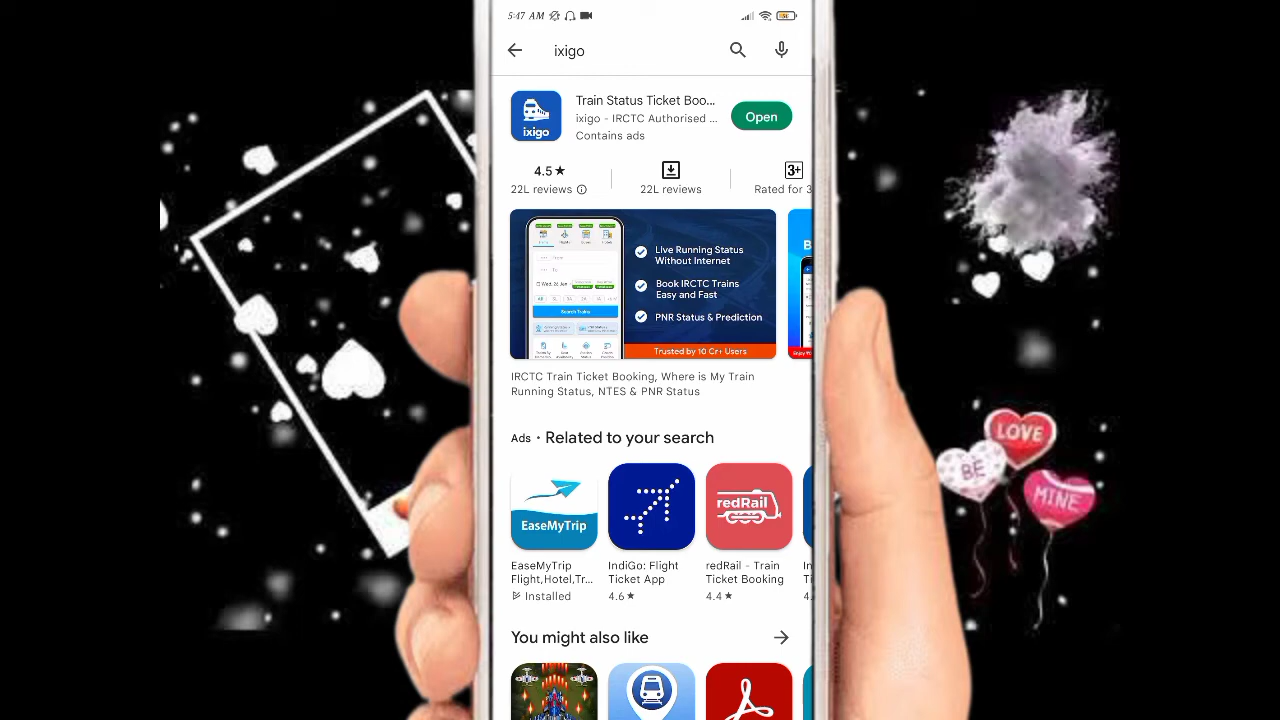 5:47 AM
ixigo
Train Status Ticket Boo...
ixigo - IRCTC Authorised ...
Contains ads
Open
ixigo
4.5★
22L reviews
22L reviews
3+
Rated for 3
Live Running Status
Without Internet
Book IRCTC Trains
Easy and Fast
PNR Status & Prediction
Trusted by 10 Cr+ Users
Search Trains
IRCTC Train Ticket Booking, Where is My Train
Running Status, NTES & PNR Status
Ads • Related to your search
EaseMyTrip
redRail
EaseMyTrip
Flight,Hotel,Tr...
Installed
IndiGo: Flight
Ticket App
4.6★
redRail - Train
Ticket Booking
4.4★
You might also like
LOVE
BE
MINE